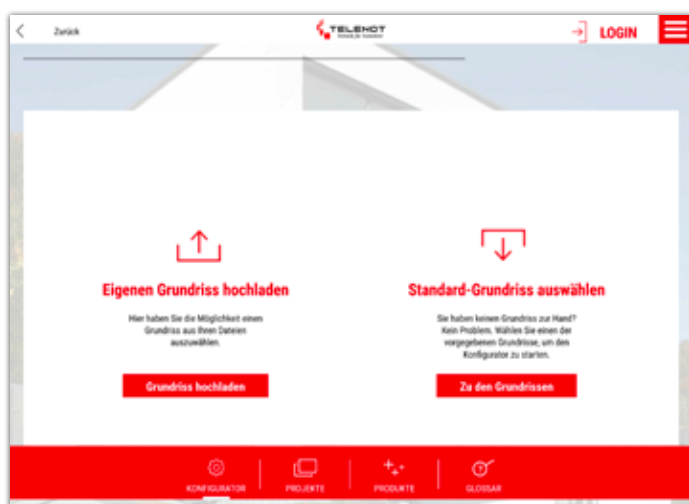 Zurück
TELENOT
LOGIN
Eigenen Grundriss hochladen
Hier haben Sie die Möglichkeit einen
Grundriss aus Ihren Dateien
auszuwählen.
Grundriss hochladen
Standard-Grundriss auswählen
Sie haben keinen Grundriss zur Hand?
Kein Problem. Wählen Sie einen der
vorgegebenen Grundrisse, um den
Konfigurator zu starten.
Zu den Grundrissen
KONFIGURATOR
PROJEKTE
PRODUKTE
GLOSSAR